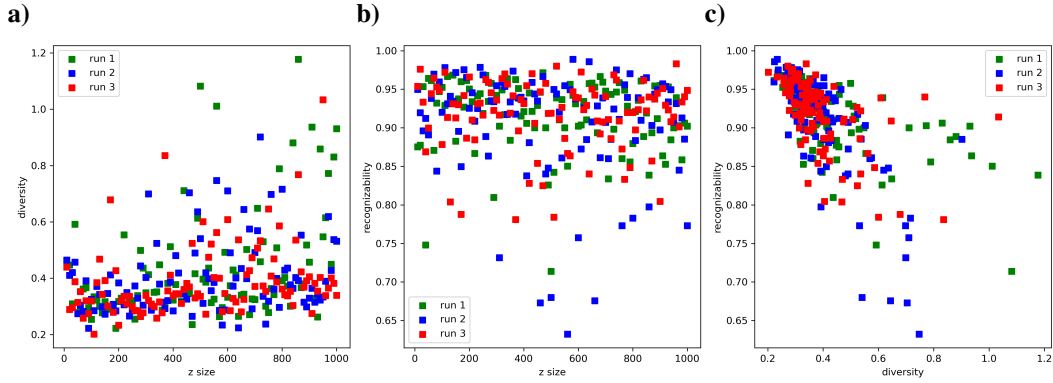 a)
b)
c)
run 1
run 2
run 3
1.2
1.0
0.8
0.6
0.4
0.2
diversity
0 200 400 600 800 1000
z size
1.00
0.95
0.90
0.85
0.80
0.75
0.70
0.65
recognizability
run 1
run 2
run 3
0 200 400 600 800 1000
z size
1.00
0.95
0.90
0.85
0.80
0.75
0.70
0.65
recognizability
run 1
run 2
run 3
0.2 0.4 0.6 0.8 1.0 1.2
diversity